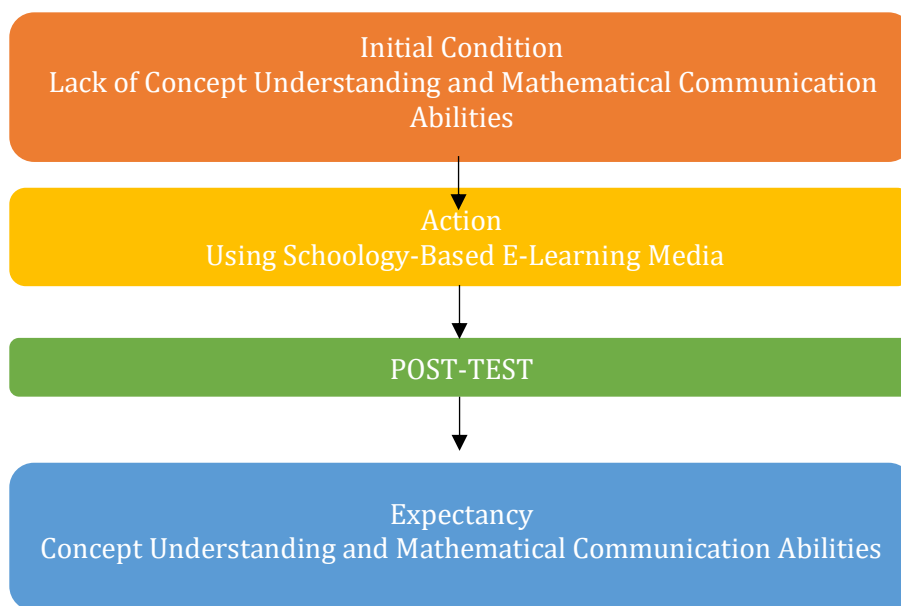 Initial Condition
Lack of Concept Understanding and Mathematical Communication
Abilities
Action
Using Schoology-Based E-Learning Media
POST-TEST
Expectancy
Concept Understanding and Mathematical Communication Abilities